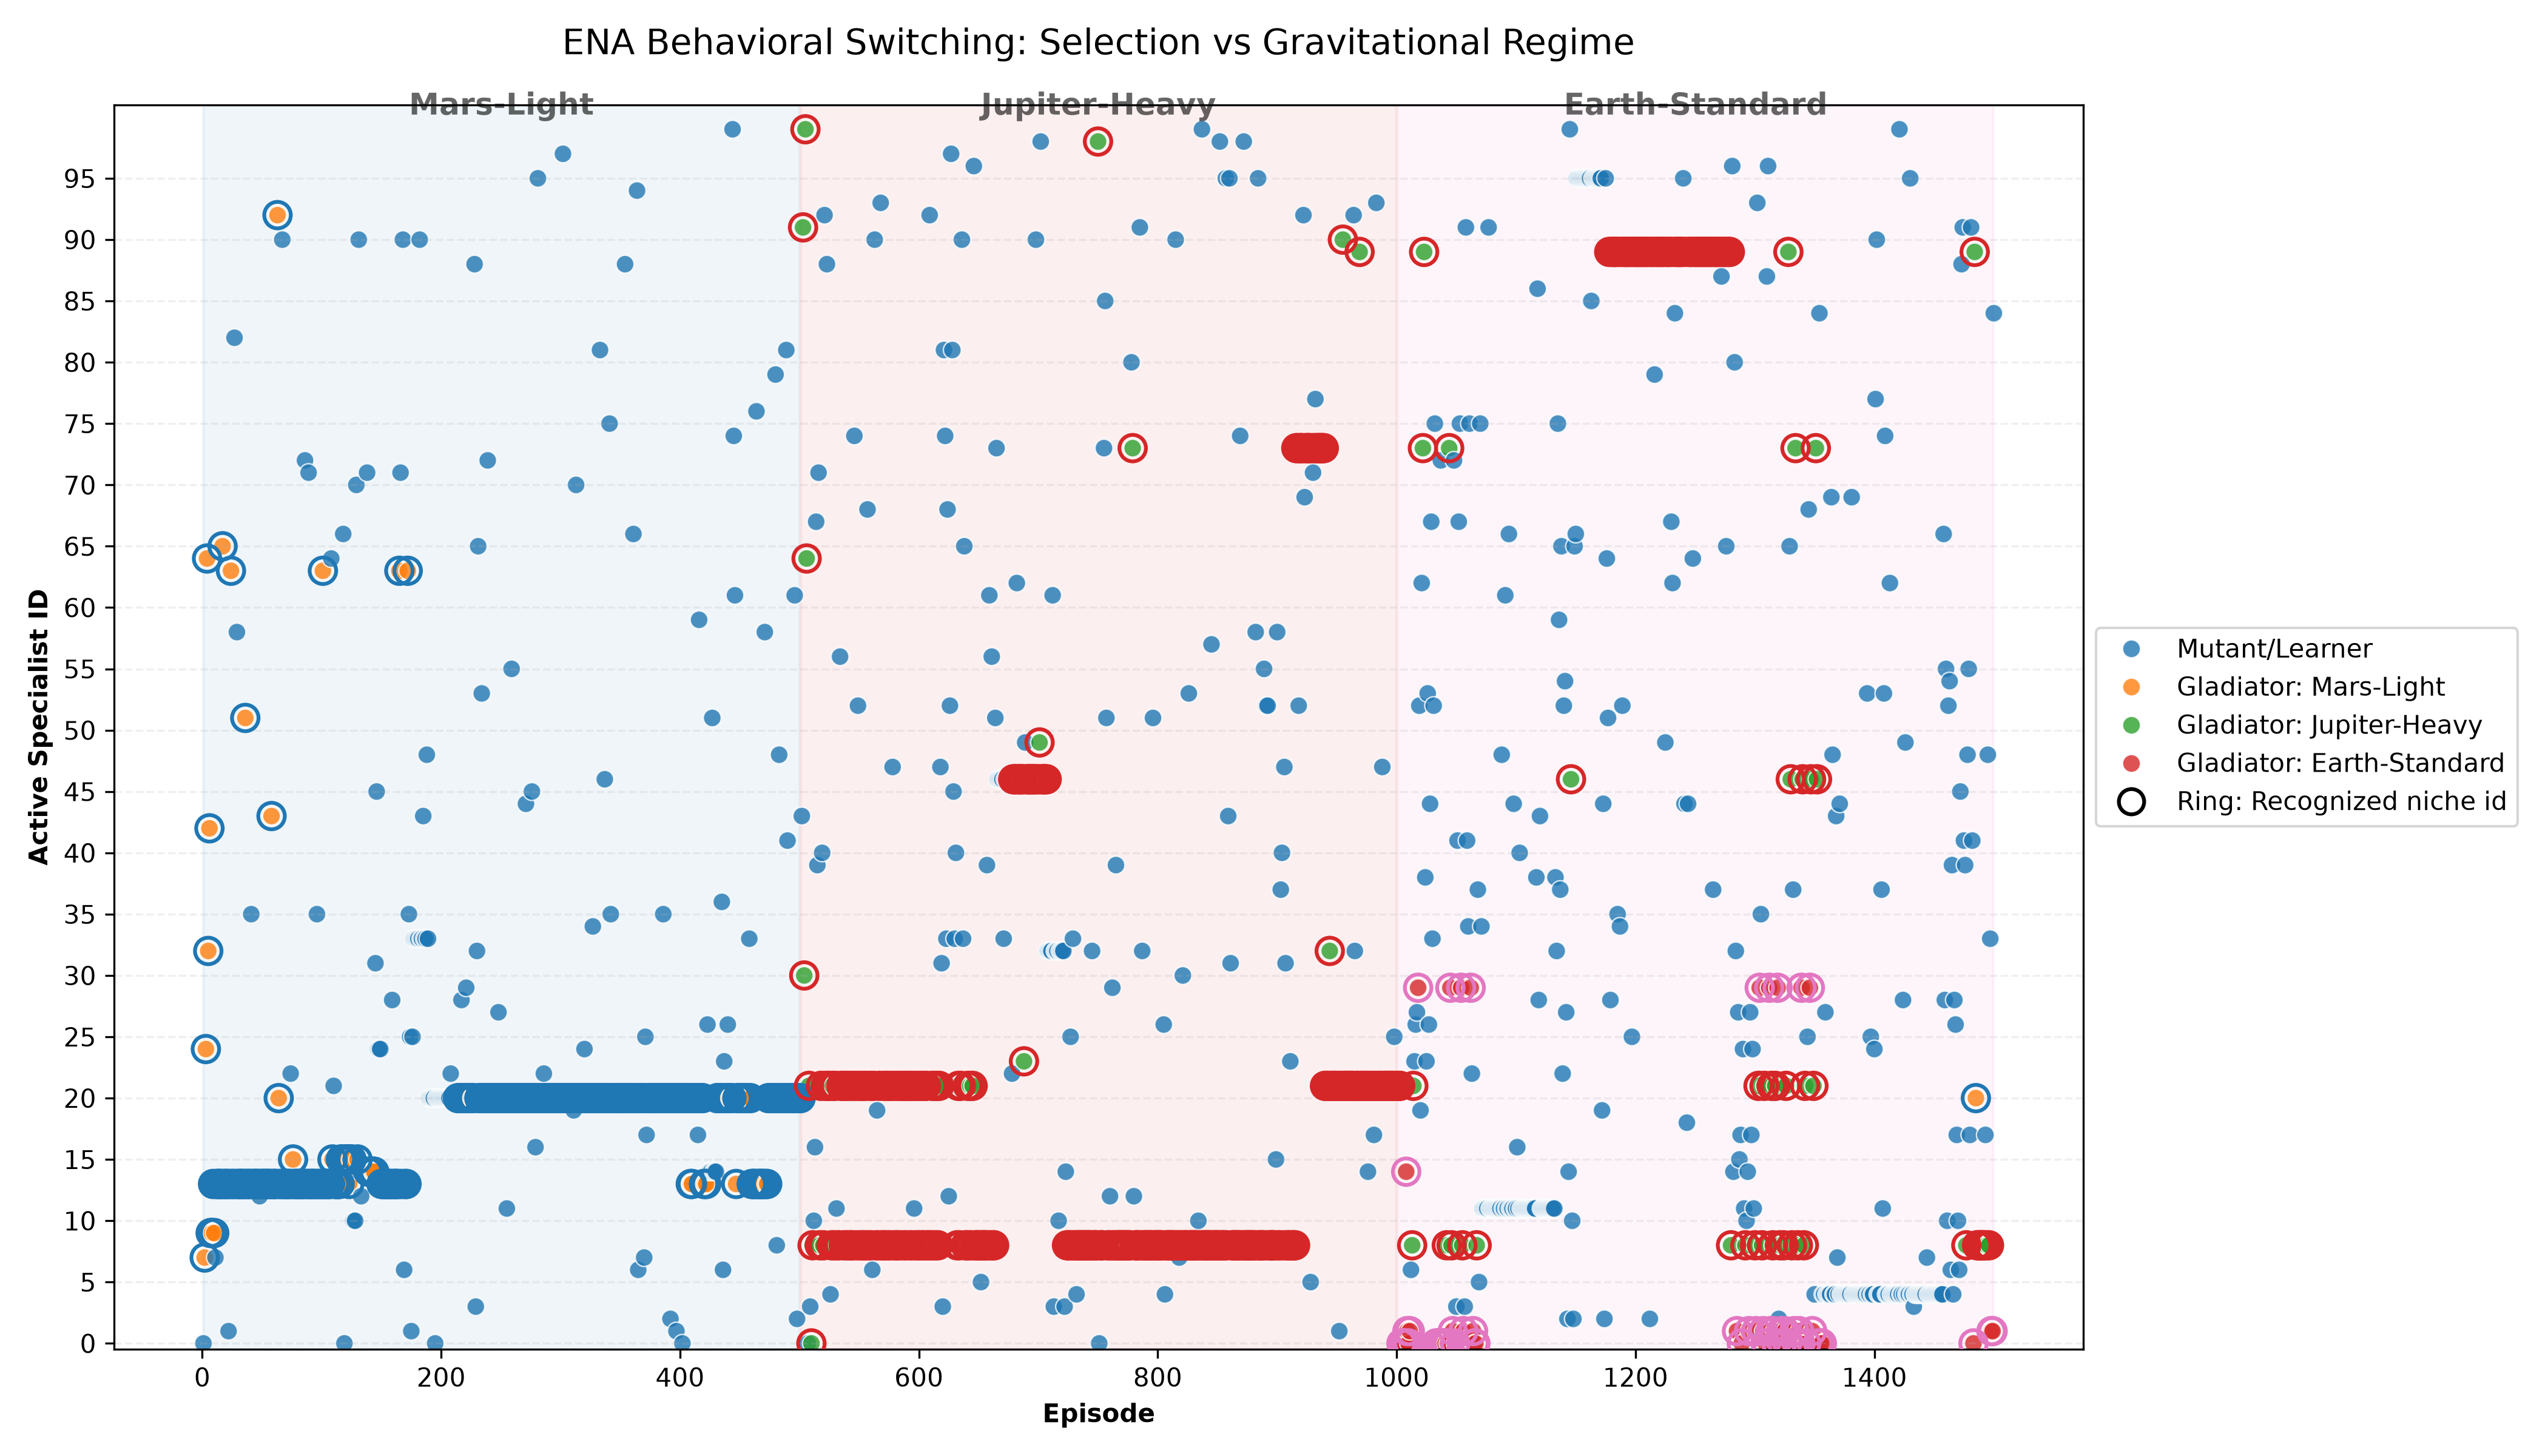 ENA Behavioral Switching: Selection vs Gravitational Regime
Mars-Light
Jupiter-Heavy
Earth-Standard
95
90
85
80
75
70
65
60
55
50
45
40
35
30
25
20
15
10
5
0
Active Specialist ID
0
200
400
600
800
1000
1200
1400
Episode
Mutant/Learner
Gladiator: Mars-Light
Gladiator: Jupiter-Heavy
Gladiator: Earth-Standard
Ring: Recognized niche id